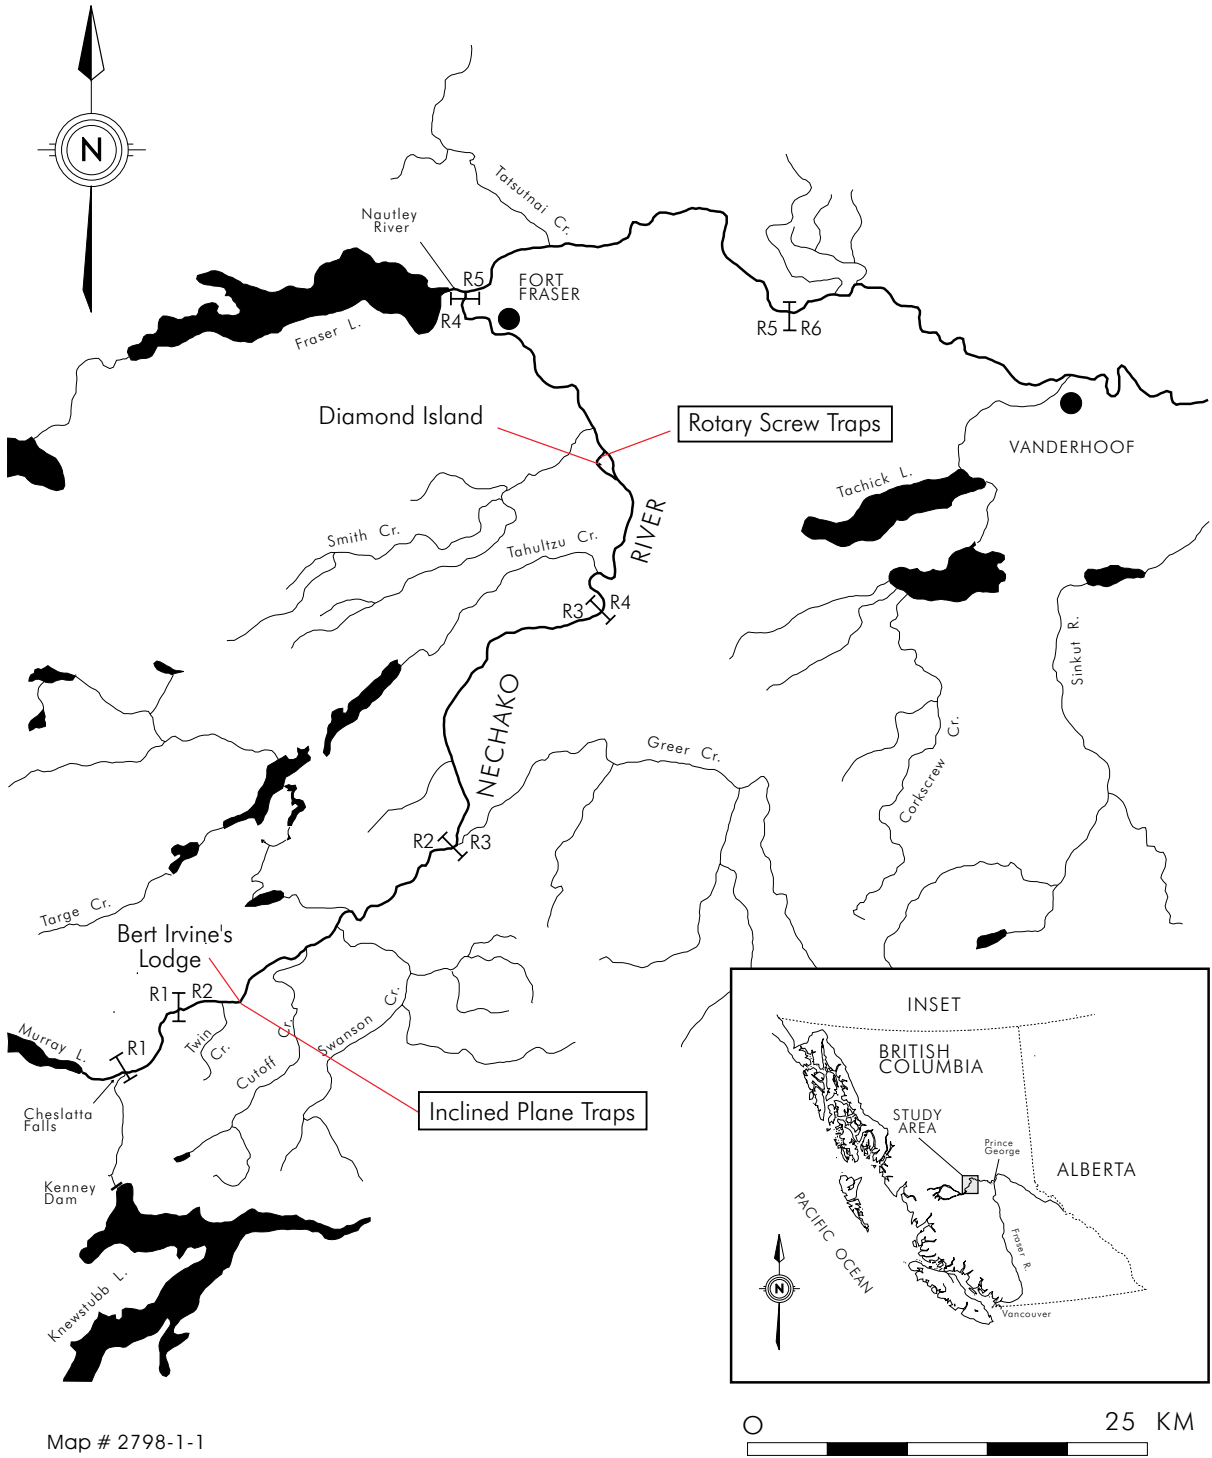 N
Tatsutnai Cr.
Nautley
River
R5
FORT
FRASER
R4
Fraser L.
R5
R6
Diamond Island
Rotary Screw Traps
VANDERHOOF
Tachick L.
RIVER
Smith Cr.
Tahultzu Cr.
R3
R4
Sinkut R.
NECHAKO
Greer Cr.
Corkscrew Cr.
R2
R3
Targe Cr.
Bert Irvine's
Lodge
R1
R2
Murray L.
R1
Twin
Cr.
Cutoff Cr.
Swanson Cr.
Cheslatta
Falls
Inclined Plane Traps
Kenney
Dam
Knewstubb L.
INSET
BRITISH
COLUMBIA
STUDY
AREA
Prince
George
ALBERTA
PACIFIC OCEAN
Fraser R.
N
Vancouver
O
25 KM
Map # 2798-1-1